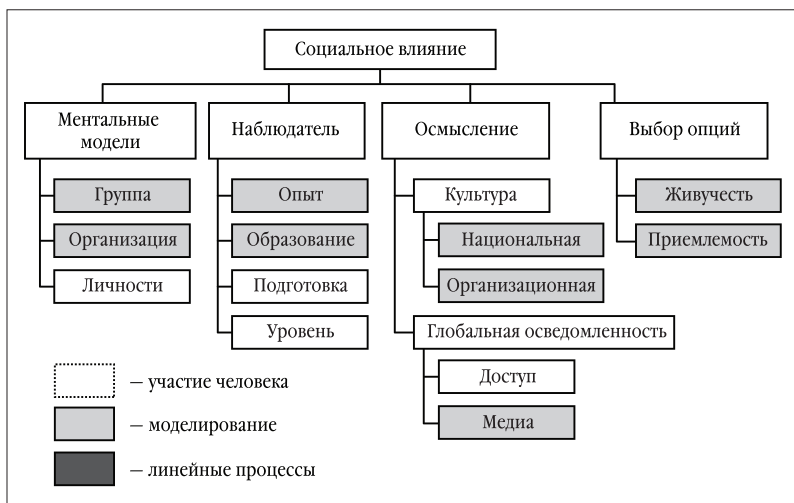 Социальное влияние
Ментальные
модели
Наблюдатель
Осмысление
Выбор опций
Группа
Организация
Личности
Опыт
Образование
Подготовка
Уровень
Культура
Национальная
Организационная
Глобальная осведомленность
Доступ
Медиа
Живучесть
Приемлемость
– участие человека
– моделирование
– линейные процессы